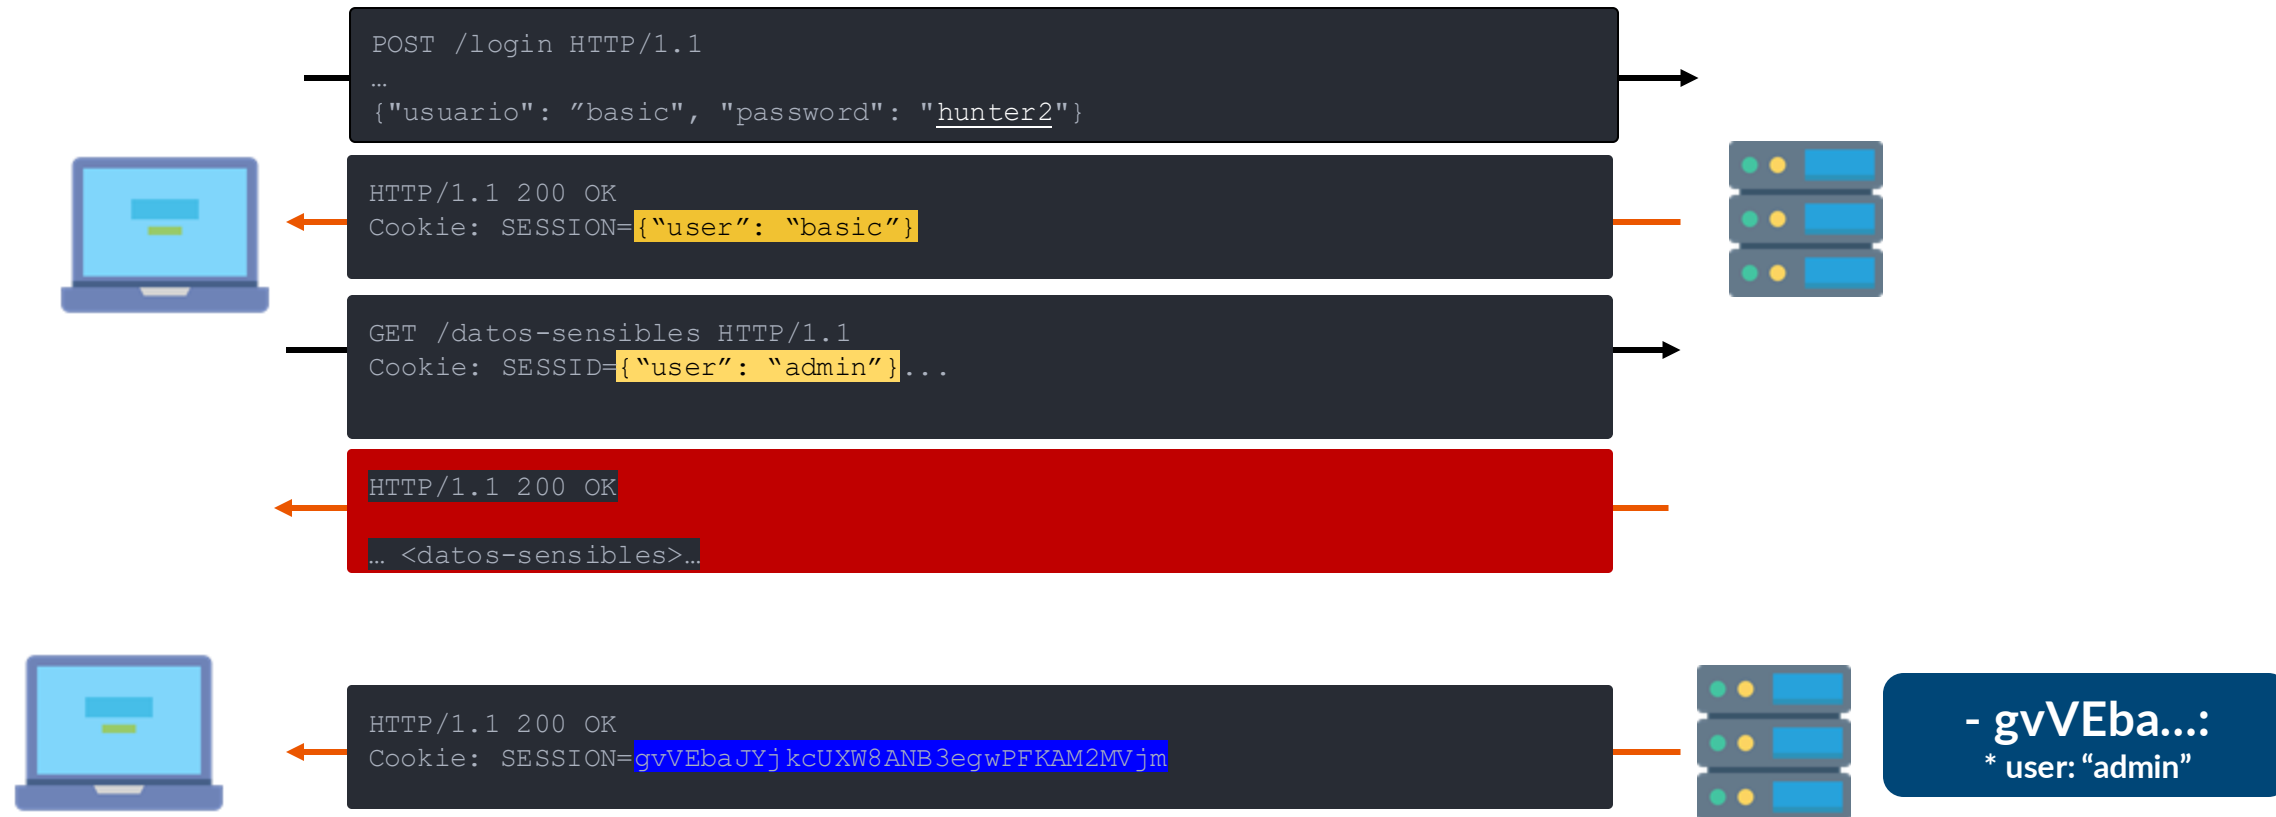 POST /login HTTP/1.1
…
{"usuario": ”basic", "password": "hunter2"}
HTTP/1.1 200 OK
Cookie: SESSION={“user”: “basic”}
GET /datos-sensibles HTTP/1.1
Cookie: SESSID={“user”: “admin”}...
HTTP/1.1 200 OK
… <datos-sensibles>…
HTTP/1.1 200 OK
Cookie: SESSION=gvVEbaJYjkcUXW8ANB3egwPFKAM2MVjm
- gvVEba...:
* user: “admin”